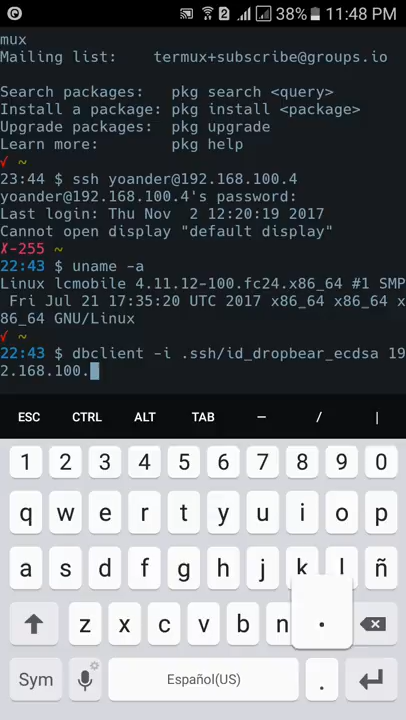 38% 11:48 PM
mux
Mailing list: termux+subscribe@groups.io
Search packages: pkg search <query>
Install a package: pkg install <package>
Upgrade packages: pkg upgrade
Learn more: pkg help
✓ ~
23:44 $ ssh yoander@192.168.100.4
yoander@192.168.100.4's password:
Last login: Thu Nov  2 12:20:19 2017
Cannot open display "default display"
✗-255 ~
22:43 $ uname -a
Linux lcmobile 4.11.12-100.fc24.x86_64 #1 SMP
Fri Jul 21 17:35:20 UTC 2017 x86_64 x86_64 x
86_64 GNU/Linux
✓ ~
22:43 $ dbclient -i .ssh/id_dropbear_ecdsa 19
2.168.100.
ESC CTRL ALT TAB — / |
1 2 3 4 5 6 7 8 9 0
q w e r t y u i o p
a s d f g h j k l ñ
z x c v b n .
Sym Español(US) .